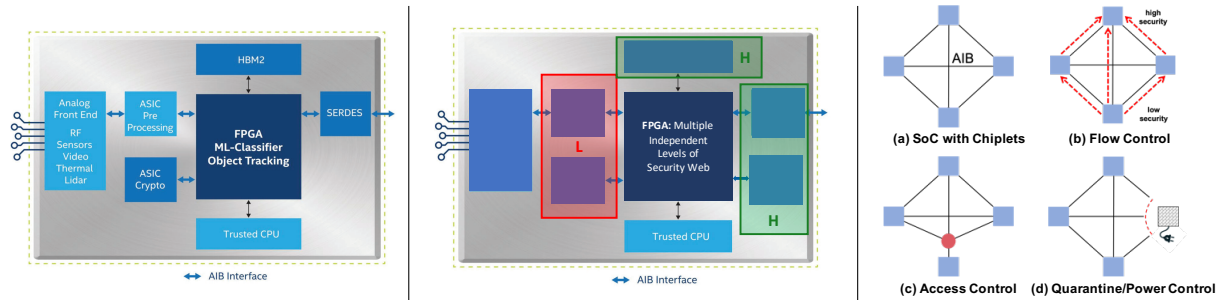 HBM2
Analog
Front End
RF
Sensors
Video
Thermal
Lidar
ASIC
Pre
Processing
ASIC
Crypto
FPGA
ML-Classifier
Object Tracking
SERDES
Trusted CPU
AIB Interface
H
L
FPGA: Multiple
Independent
Levels of
Security Web
H
Trusted CPU
AIB Interface
AIB
(a) SoC with Chiplets
high
security
low
security
(b) Flow Control
(c) Access Control
(d) Quarantine/Power Control